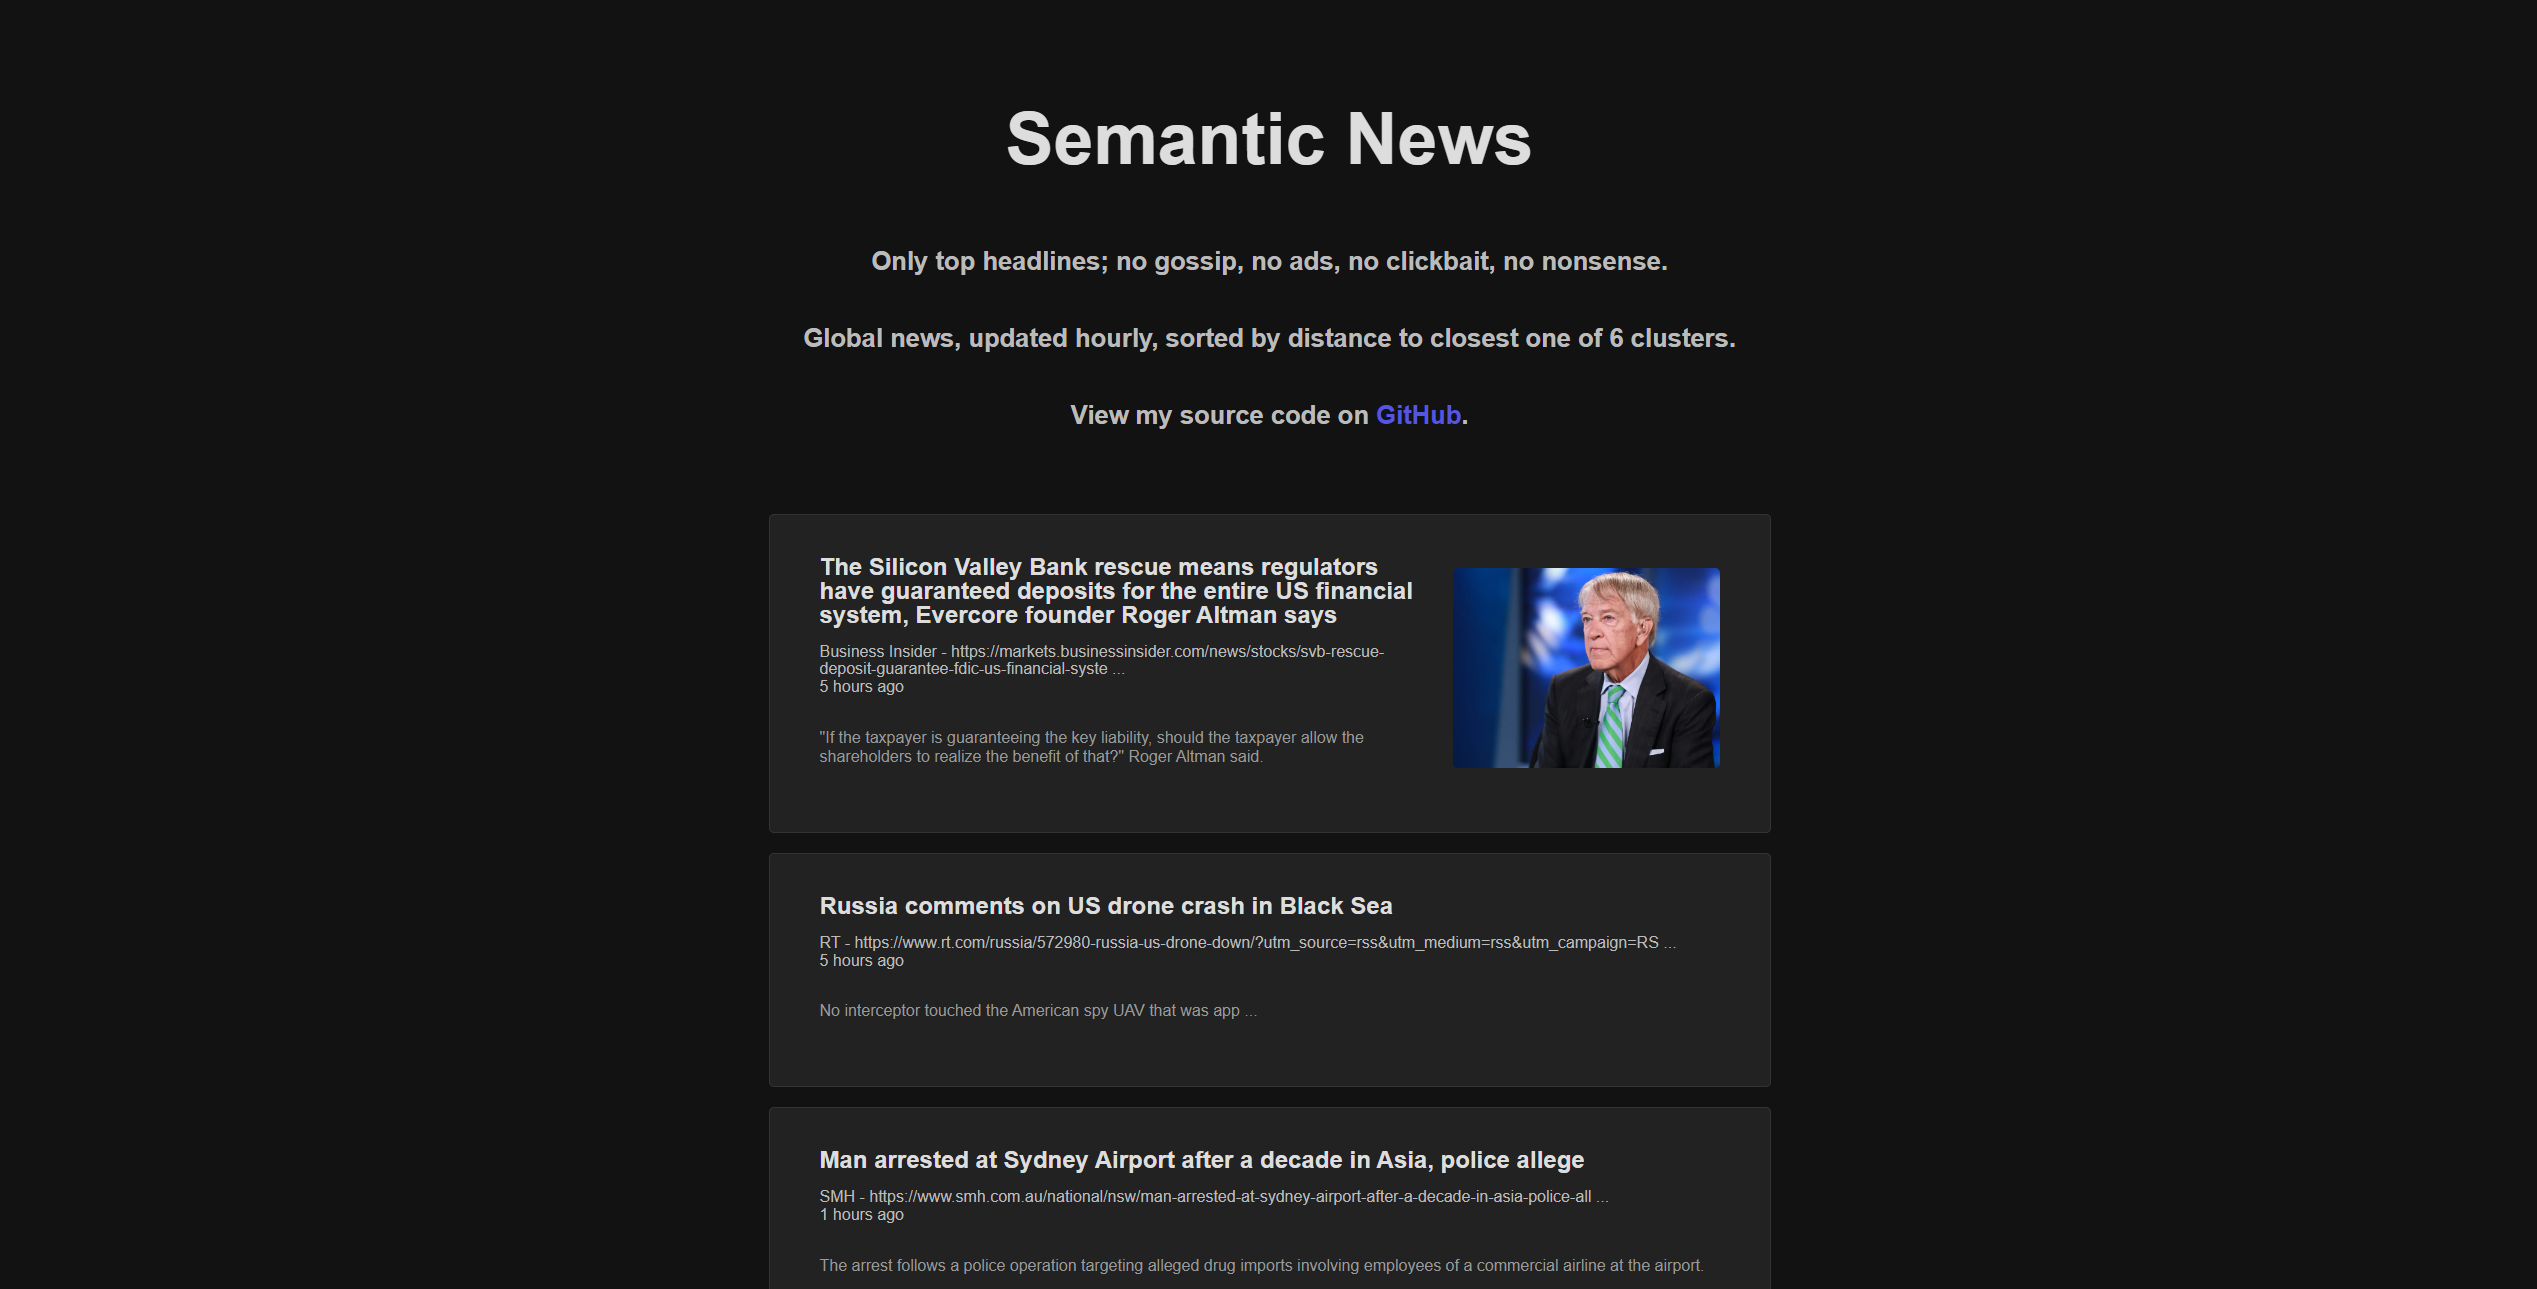 Semantic News
Only top headlines; no gossip, no ads, no clickbait, no nonsense.
Global news, updated hourly, sorted by distance to closest one of 6 clusters.
View my source code on GitHub.
The Silicon Valley Bank rescue means regulators
have guaranteed deposits for the entire US financial
system, Evercore founder Roger Altman says
Business Insider - https://markets.businessinsider.com/news/stocks/svb-rescue-
deposit-guarantee-fdic-us-financial-syste ...
5 hours ago
"If the taxpayer is guaranteeing the key liability, should the taxpayer allow the
shareholders to realize the benefit of that?" Roger Altman said.
Russia comments on US drone crash in Black Sea
RT - https://www.rt.com/russia/572980-russia-us-drone-down/?utm_source=rss&utm_medium=rss&utm_campaign=RS ...
5 hours ago
No interceptor touched the American spy UAV that was app ...
Man arrested at Sydney Airport after a decade in Asia, police allege
SMH - https://www.smh.com.au/national/nsw/man-arrested-at-sydney-airport-after-a-decade-in-asia-police-all ...
1 hours ago
The arrest follows a police operation targeting alleged drug imports involving employees of a commercial airline at the airport.